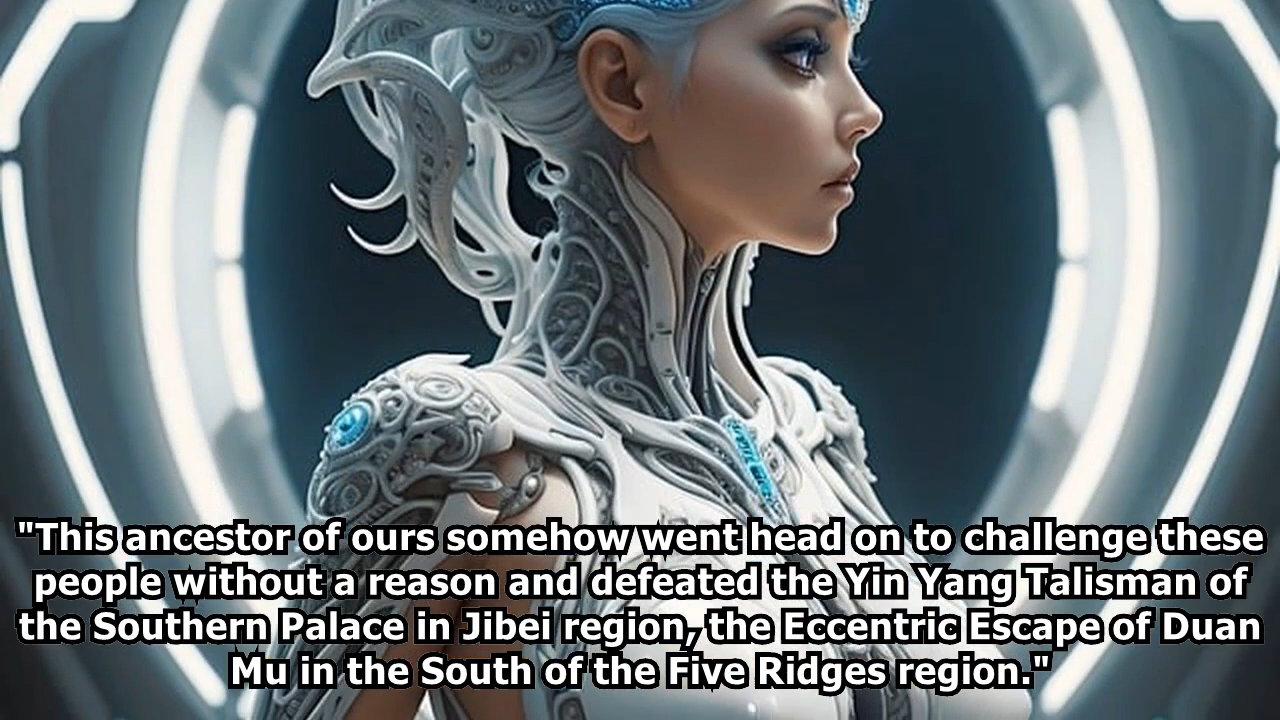 "This ancestor of ours somehow went head on to challenge these
people without a reason and defeated the Yin Yang Talisman of
the Southern Palace in Jibei region, the Eccentric Escape of Duan
Mu in the South of the Five Ridges region."